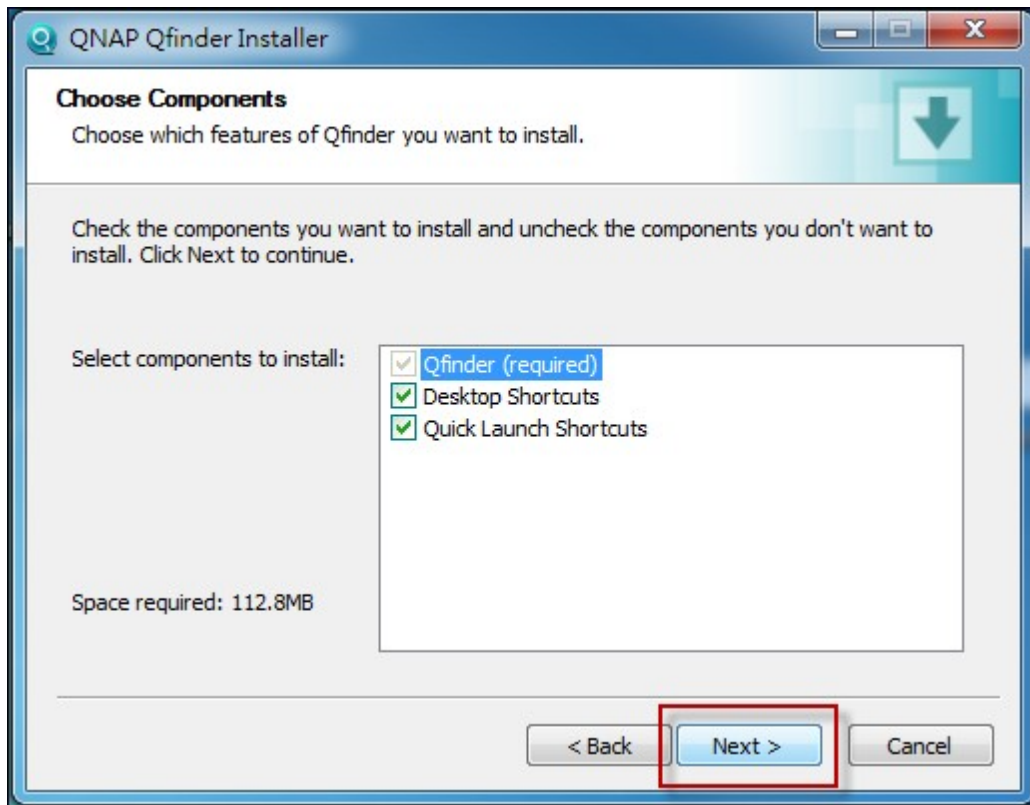 QNAP Qfinder Installer
Choose Components
Choose which features of Qfinder you want to install.
Check the components you want to install and uncheck the components you don't want to
install. Click Next to continue.
Select components to install:
Qfinder (required)
Desktop Shortcuts
Quick Launch Shortcuts
Space required: 112.8MB
< Back
Next >
Cancel